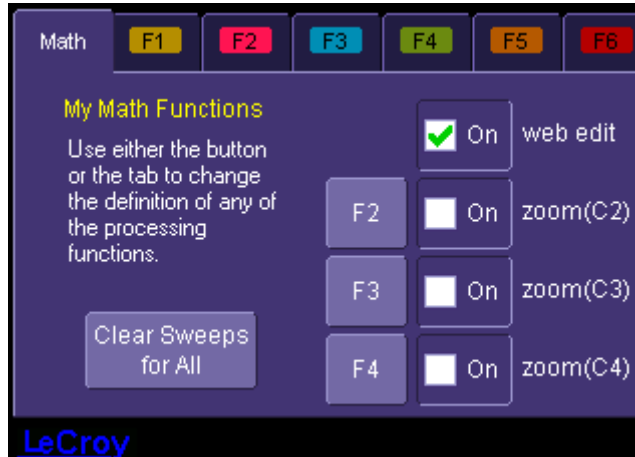 Math F1 F2 F3 F4 F5 F6
My Math Functions
Use either the button
or the tab to change
the definition of any of
the processing
functions.
Clear Sweeps
for All
On web edit
F2 On zoom(C2)
F3 On zoom(C3)
F4 On zoom(C4)
LeCroy